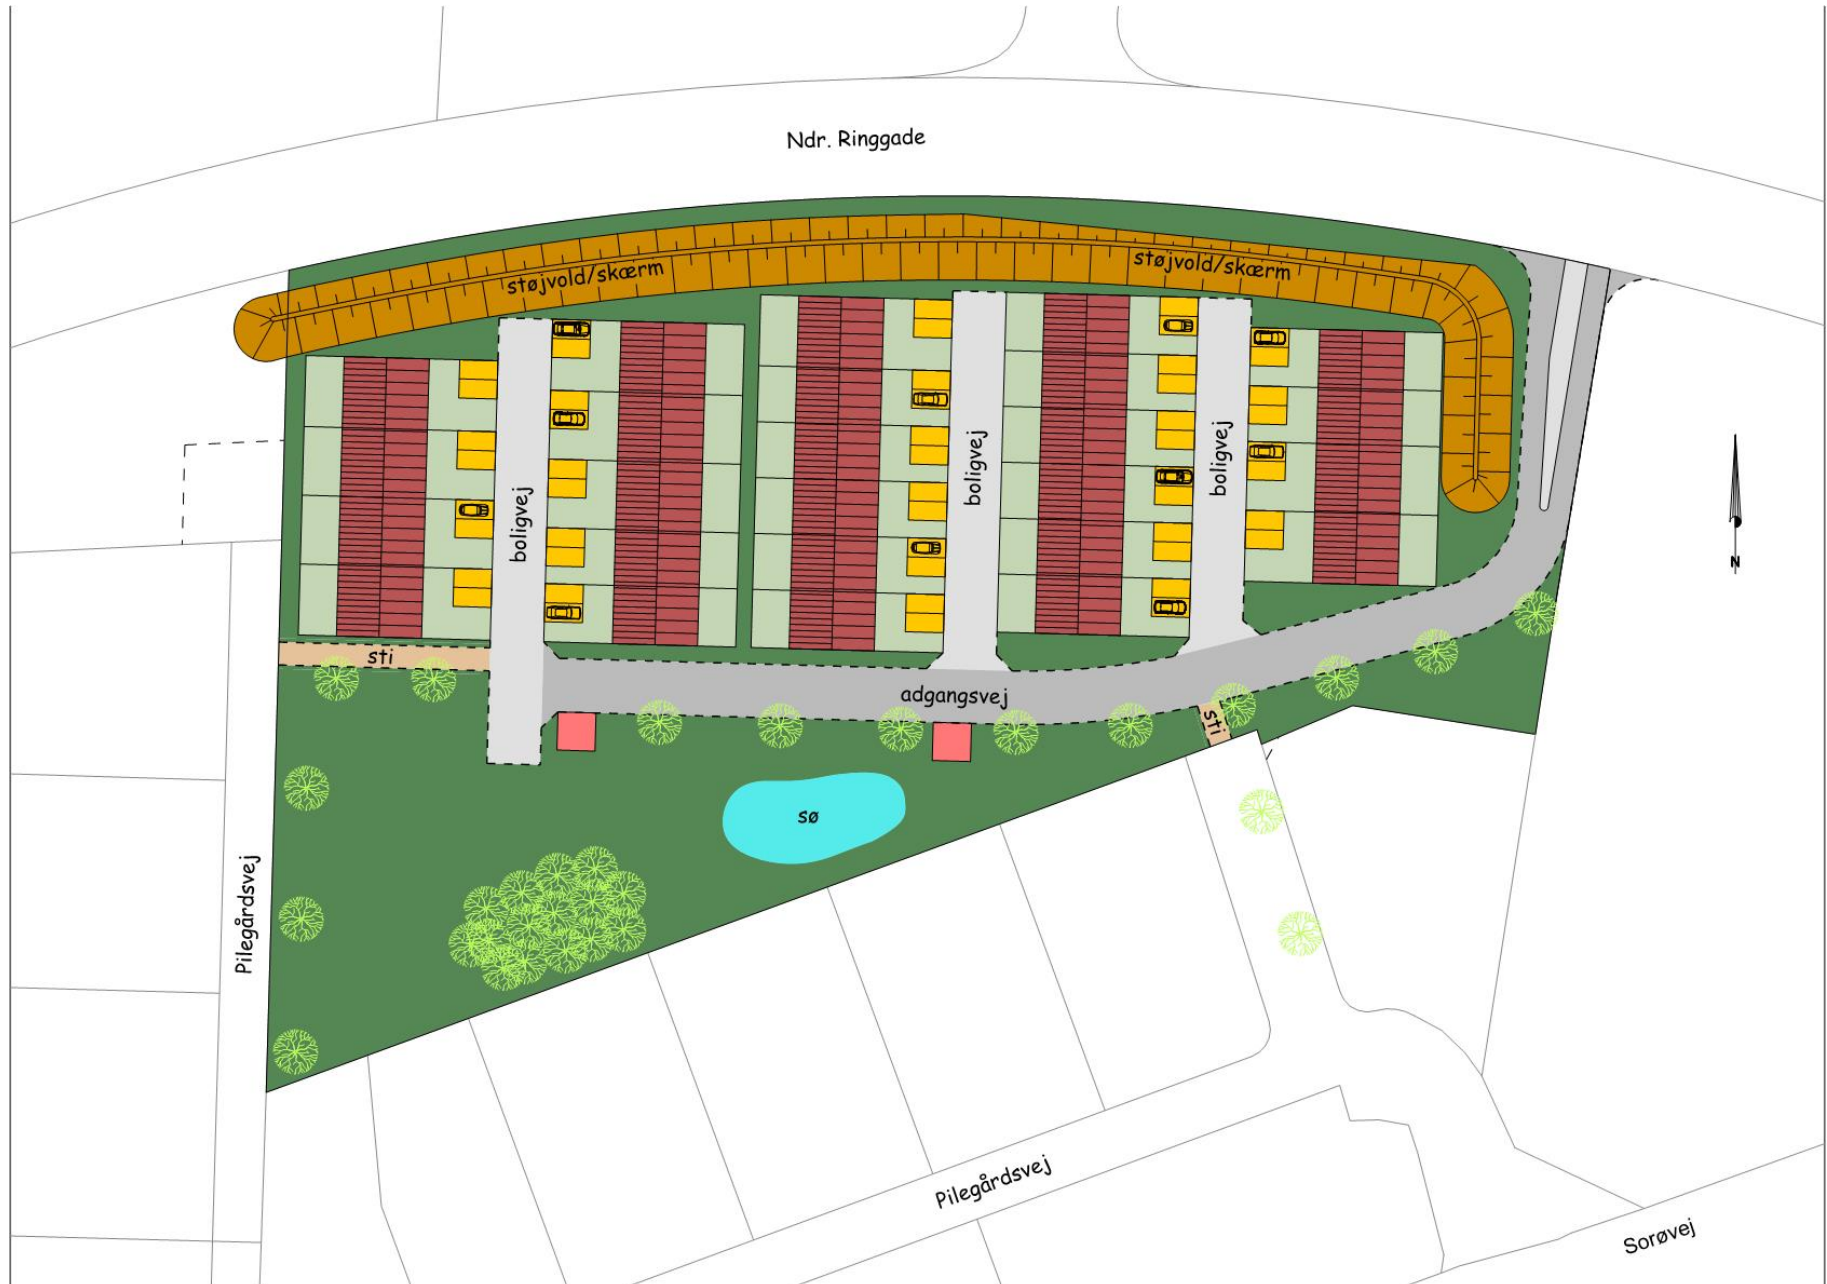 Ndr. Ringgade
støjvold/skærm
støjvold/skærm
boligvej
boligvej
boligvej
sti
adgangsvej
sti
sø
N
Pilegårdsvej
Pilegårdsvej
Sorøvej